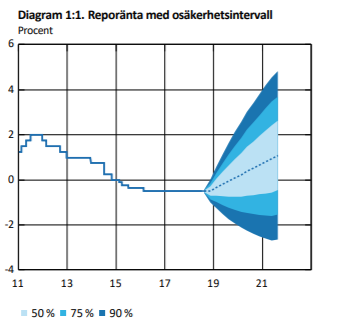 Diagram 1:1. Reporänta med osäkerhetsintervall
Procent
6
4
2
0
-2
-4
11 13 15 17 19 21
50 % 75 % 90 %